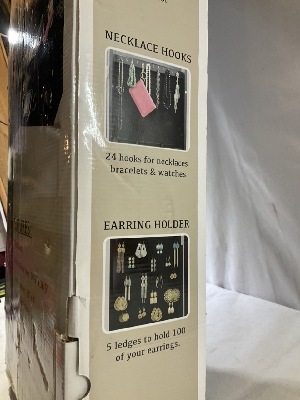 NECKLACE HOOKS
24 hooks for necklaces
bracelets & watches
EARRING HOLDER
5 ledges to hold 100
of your earrings.